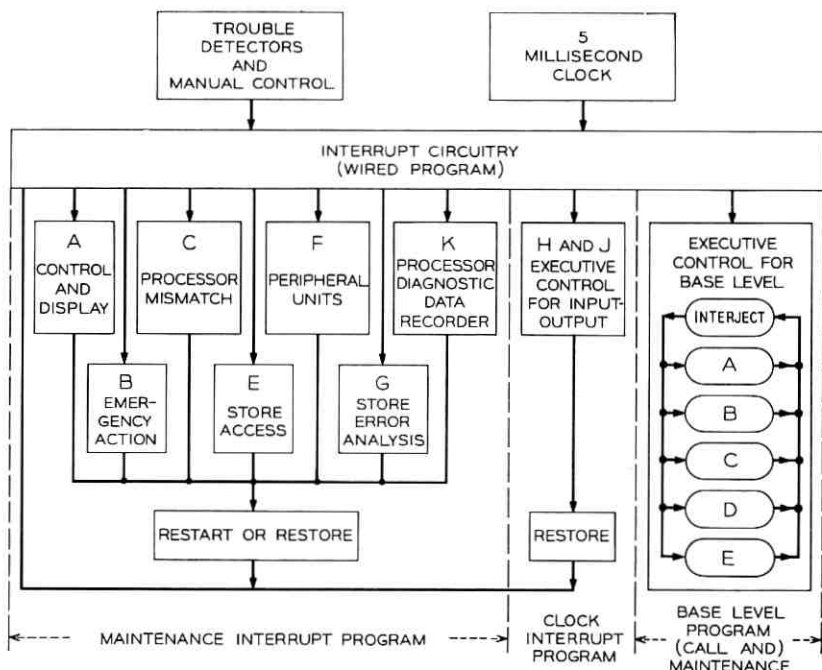 TROUBLE
DETECTORS
AND
MANUAL CONTROL
5
MILLISECOND
CLOCK
INTERRUPT CIRCUITRY
(WIRED PROGRAM)
A
CONTROL
AND
DISPLAY
C
PROCESSOR
MISMATCH
F
PERIPHERAL
UNITS
K
PROCESSOR
DIAGNOSTIC
DATA
RECORDER
B
EMER-
GENCY
ACTION
E
STORE
ACCESS
G
STORE
ERROR
ANALYSIS
RESTART OR RESTORE
H AND J
EXECUTIVE
CONTROL
FOR INPUT-
OUTPUT
RESTORE
EXECUTIVE
CONTROL FOR
BASE LEVEL
INTERJECT
A
B
C
D
E
MAINTENANCE INTERRUPT PROGRAM
CLOCK
INTERRUPT
PROGRAM
BASE LEVEL
PROGRAM
(CALL AND)
MAINTENANCE